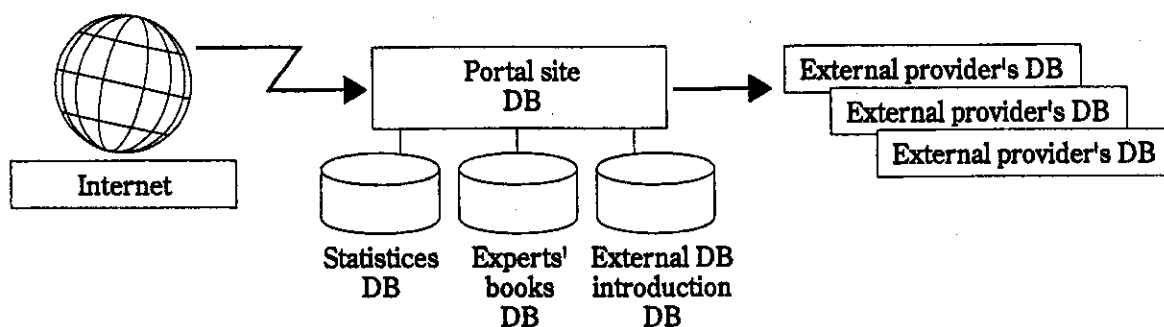 Internet
Portal site
DB
External provider's DB
External provider's DB
External provider's DB
Statistices
DB
Experts'
books
DB
External DB
introduction
DB